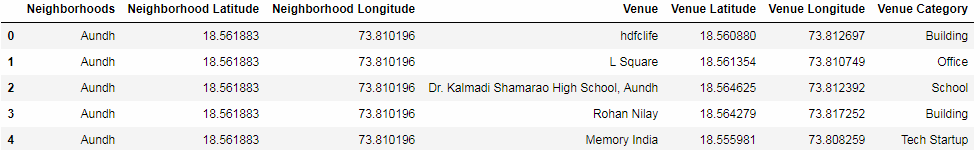 Neighborhoods Neighborhood Latitude Neighborhood Longitude Venue Venue Latitude Venue Longitude Venue Category
0 Aundh 18.561883 73.810196 hdfclife 18.560880 73.812697 Building
1 Aundh 18.561883 73.810196 L Square 18.561354 73.810749 Office
2 Aundh 18.561883 73.810196 Dr. Kalmadi Shamarao High School, Aundh 18.564625 73.812392 School
3 Aundh 18.561883 73.810196 Rohan Nilay 18.564279 73.817252 Building
4 Aundh 18.561883 73.810196 Memory India 18.555981 73.808259 Tech Startup